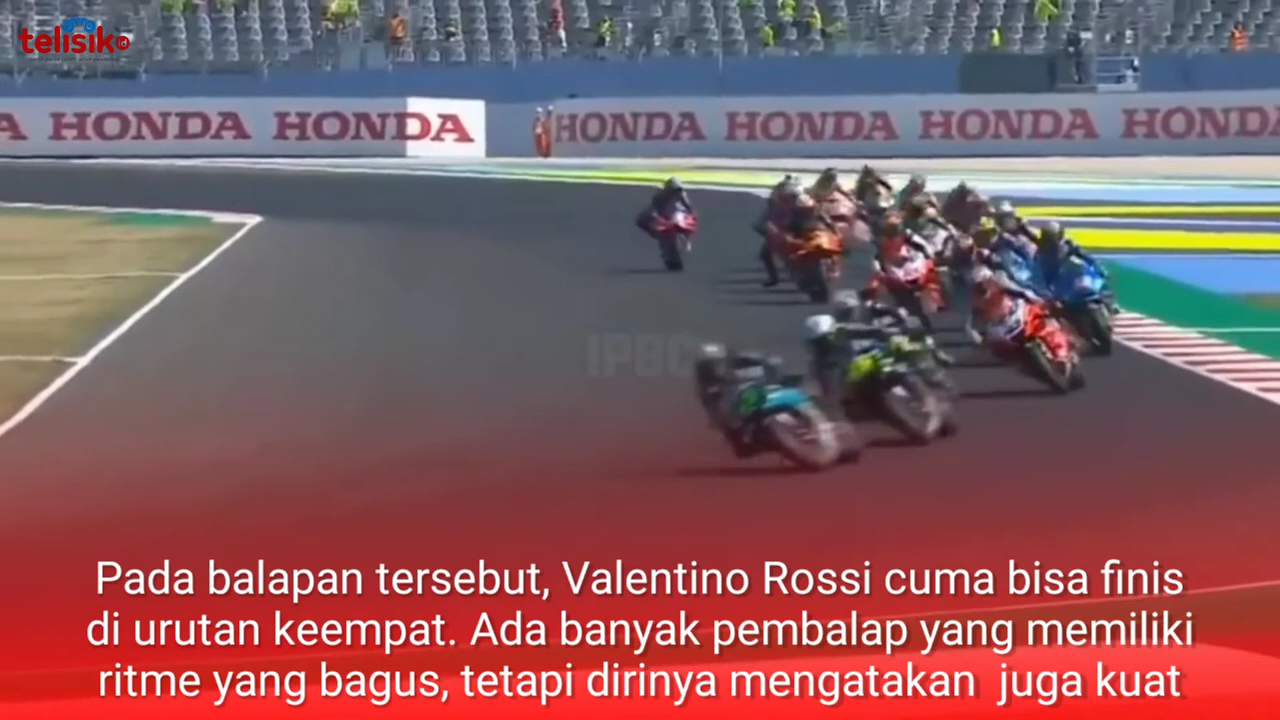 telisik.id
HONDA HONDA HONDA HONDA HONDA HONDA
Pada balapan tersebut, Valentino Rossi cuma bisa finis
di urutan keempat. Ada banyak pembalap yang memiliki
ritme yang bagus, tetapi dirinya mengatakan juga kuat